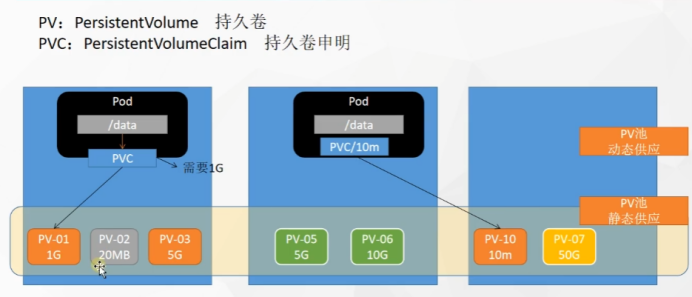 PV：PersistentVolume 持久卷
PVC：PersistentVolumeClaim 持久卷申明
Pod
/data
PVC
需要1G
Pod
/data
PVC/10m
PV池
动态供应
PV池
静态供应
PV-01
1G
PV-02
20MB
PV-03
5G
PV-05
5G
PV-06
10G
PV-10
10m
PV-07
50G